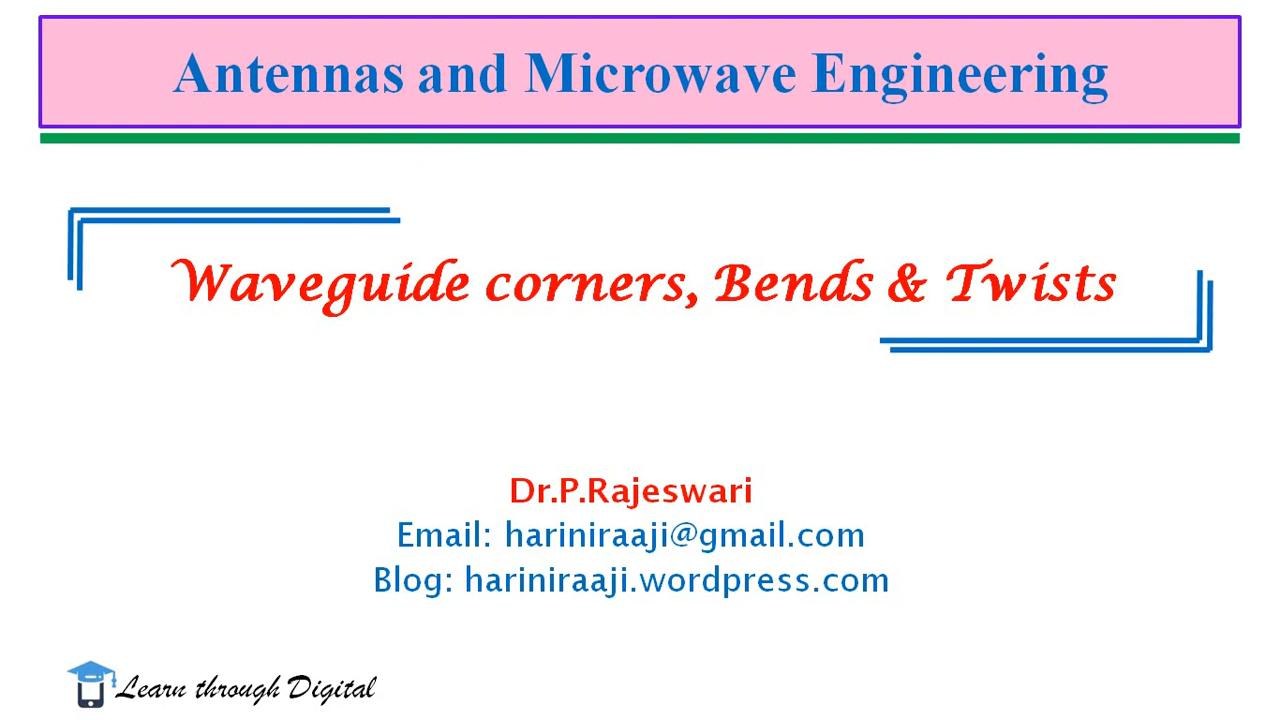 Antennas and Microwave Engineering
Waveguide corners, Bends & Twists
Dr.P.Rajeswari
Email: hariniraaji@gmail.com
Blog: hariniraaji.wordpress.com
Learn through Digital